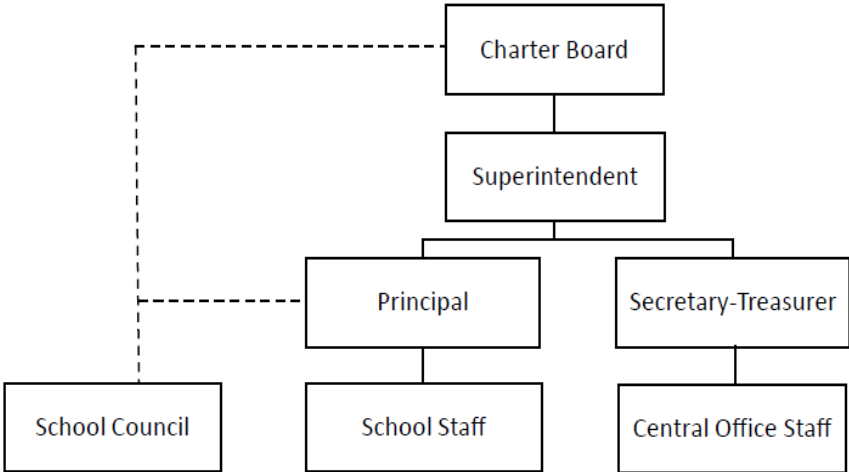 Charter Board
Superintendent
Principal
Secretary-Treasurer
School Council
School Staff
Central Office Staff